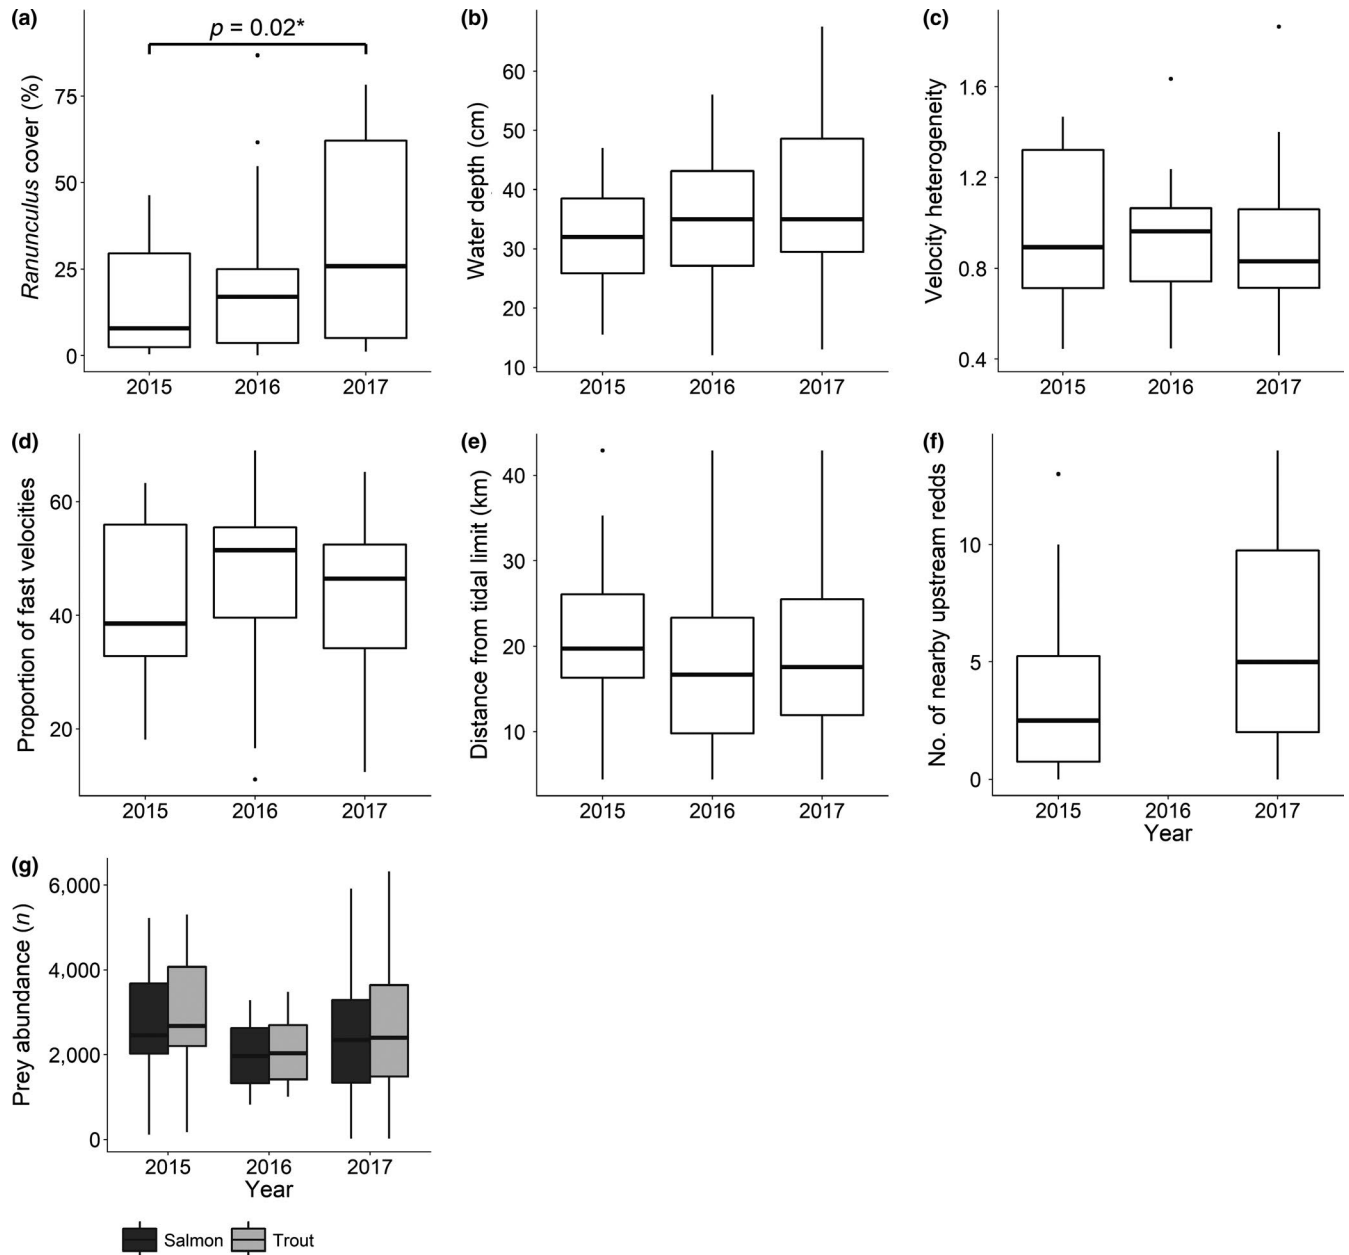 (a)
p = 0.02*
Ranunculus cover (%)
75
50
25
0
2015 2016 2017
(b)
Water depth (cm)
60
50
40
30
20
10
2015 2016 2017
(c)
Velocity heterogeneity
1.6
1.2
0.8
0.4
2015 2016 2017
(d)
Proportion of fast velocities
60
40
20
2015 2016 2017
(e)
Distance from tidal limit (km)
40
30
20
10
2015 2016 2017
(f)
No. of nearby upstream redds
10
5
0
2015 2016 2017
Year
(g)
Prey abundance (n)
6,000
4,000
2,000
0
2015 2016 2017
Year
Salmon Trout